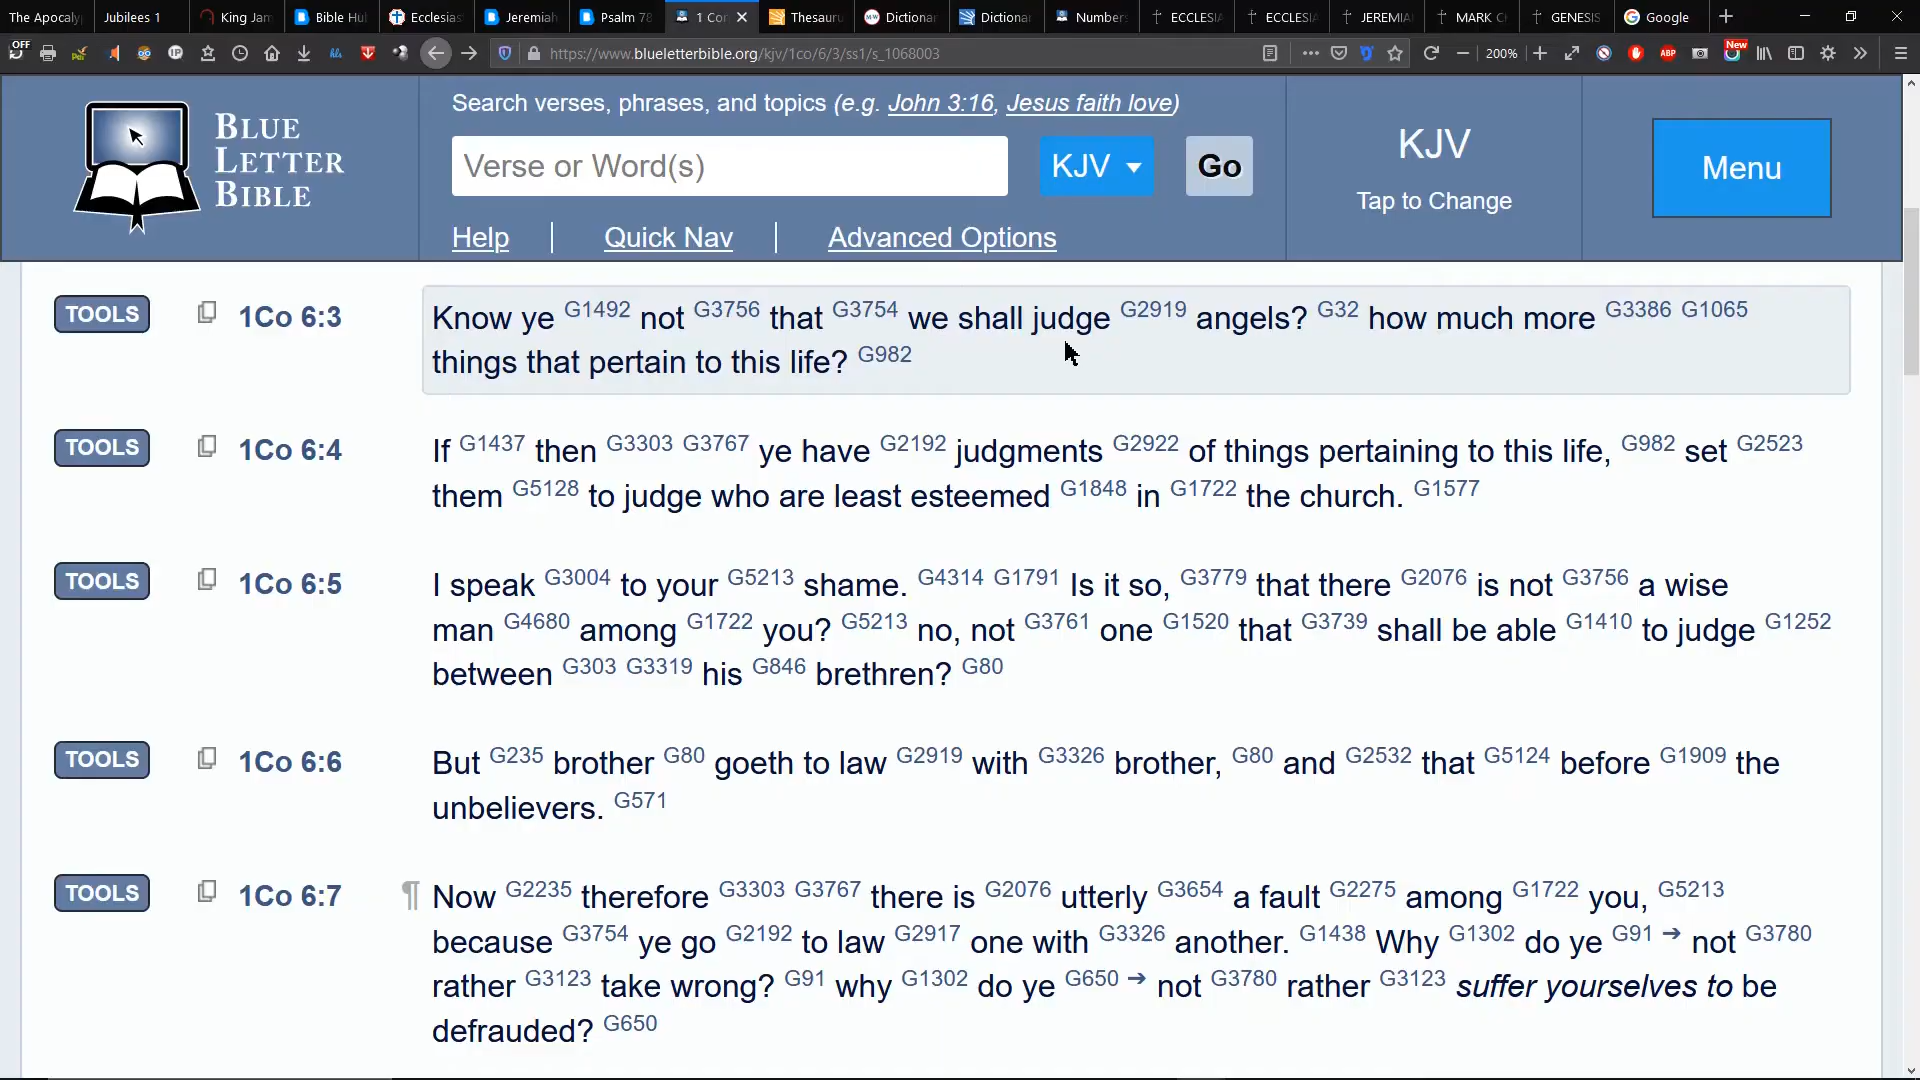 The Apocaly
Jubilees 1
King Jam
Bible Hu
Ecclesias
Jeremiah
Psalm 78
1 Cor
Thesauru
Dictionar
Dictionar
Numbers
ECCLESIA
ECCLESIA
JEREMIA
MARK CH
GENESIS
Google
OFF
https://www.blueletterbible.org/kjv/1co/6/3/ss1/s_1068003
200%
ABP
New
BLUE
LETTER
BIBLE
Search verses, phrases, and topics (e.g. John 3:16, Jesus faith love)
Verse or Word(s)
KJV
Go
Help
Quick Nav
Advanced Options
KJV
Tap to Change
Menu
TOOLS 1Co 6:3 Know ye G1492 not G3756 that G3754 we shall judge G2919 angels? G32 how much more G3386 G1065
things that pertain to this life? G982
TOOLS 1Co 6:4 If G1437 then G3303 G3767 ye have G2192 judgments G2922 of things pertaining to this life, G982 set G2523
them G5128 to judge who are least esteemed G1848 in G1722 the church. G1577
TOOLS 1Co 6:5 I speak G3004 to your G5213 shame. G4314 G1791 Is it so, G3779 that there G2076 is not G3756 a wise
man G4680 among G1722 you? G5213 no, not G3761 one G1520 that G3739 shall be able G1410 to judge G1252
between G303 G3319 his G846 brethren? G80
TOOLS 1Co 6:6 But G235 brother G80 goeth to law G2919 with G3326 brother, G80 and G2532 that G5124 before G1909 the
unbelievers. G571
TOOLS 1Co 6:7 ¶ Now G2235 therefore G3303 G3767 there is G2076 utterly G3654 a fault G2275 among G1722 you, G5213
because G3754 ye go G2192 to law G2917 one with G3326 another. G1438 Why G1302 do ye G91 ➔ not G3780
rather G3123 take wrong? G91 why G1302 do ye G650 ➔ not G3780 rather G3123 suffer yourselves to be
defrauded? G650